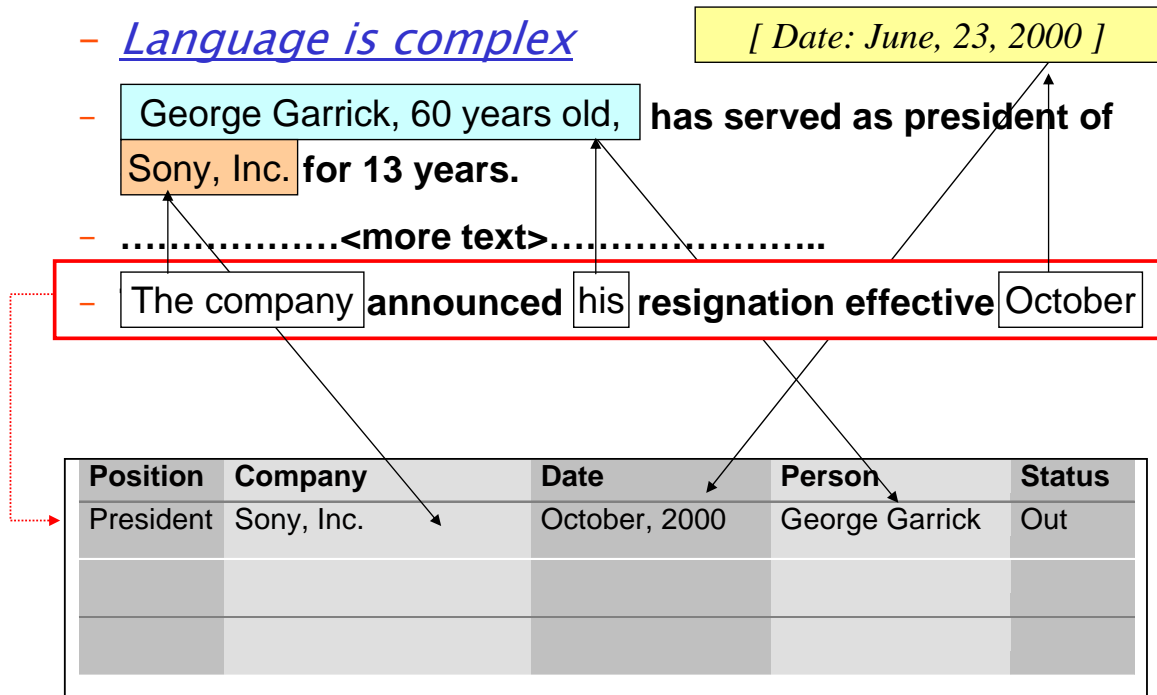 – Language is complex
[ Date: June, 23, 2000 ]
– George Garrick, 60 years old, has served as president of
Sony, Inc. for 13 years.
– ………………<more text>…………………..
– The company announced his resignation effective October
Position Company Date Person Status
President Sony, Inc. October, 2000 George Garrick Out